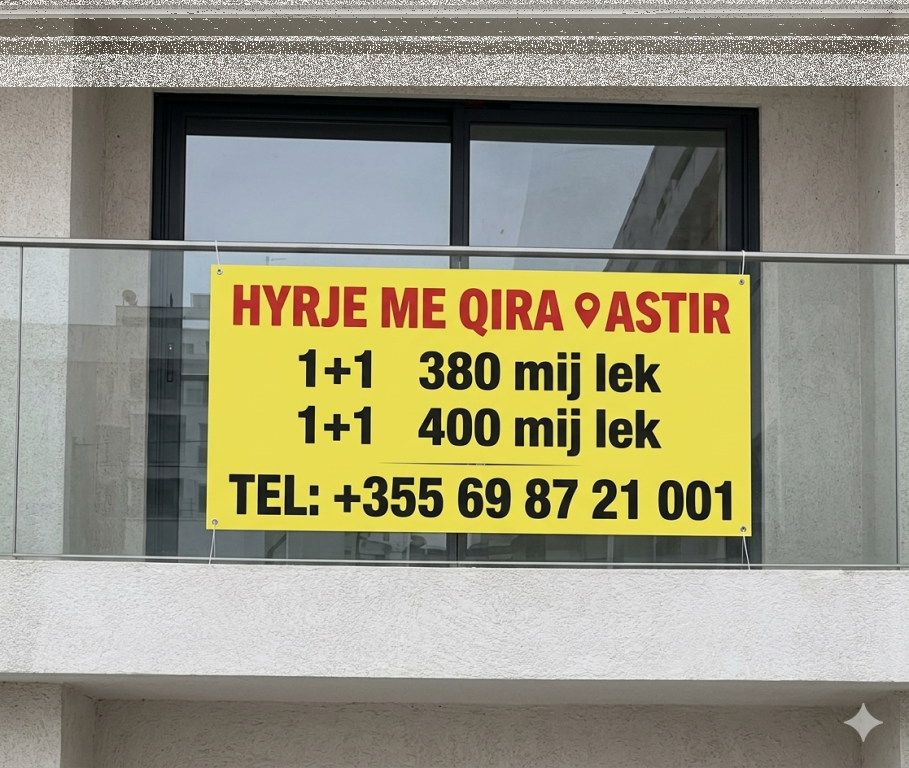 HYRJE ME QIRA ASTIR
1+1 380 mij lek
1+1 400 mij lek
TEL: +355 69 87 21 001